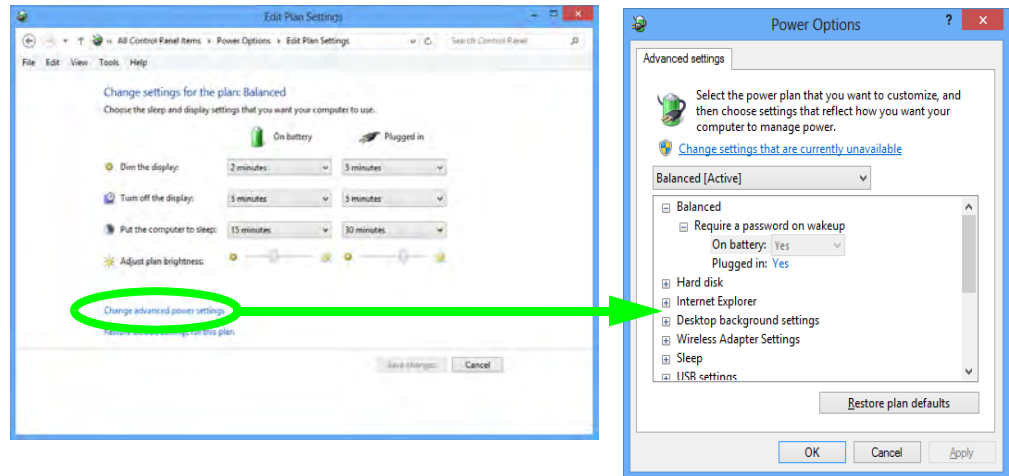 Edit Plan Settings
« All Control Panel Items › Power Options › Edit Plan Settings
Search Control Panel
File Edit View Tools Help
Change settings for the plan: Balanced
Choose the sleep and display settings that you want your computer to use.
On battery Plugged in
Dim the display: 2 minutes 5 minutes
Turn off the display: 5 minutes 5 minutes
Put the computer to sleep: 15 minutes 30 minutes
Adjust plan brightness:
Change advanced power settings
settings for this plan
Save changes Cancel
Power Options
? ×
Advanced settings
Select the power plan that you want to customize, and
then choose settings that reflect how you want your
computer to manage power.
Change settings that are currently unavailable
Balanced [Active]
Balanced
Require a password on wakeup
On battery: Yes
Plugged in: Yes
Hard disk
Internet Explorer
Desktop background settings
Wireless Adapter Settings
Sleep
USB settings
Restore plan defaults
OK Cancel Apply